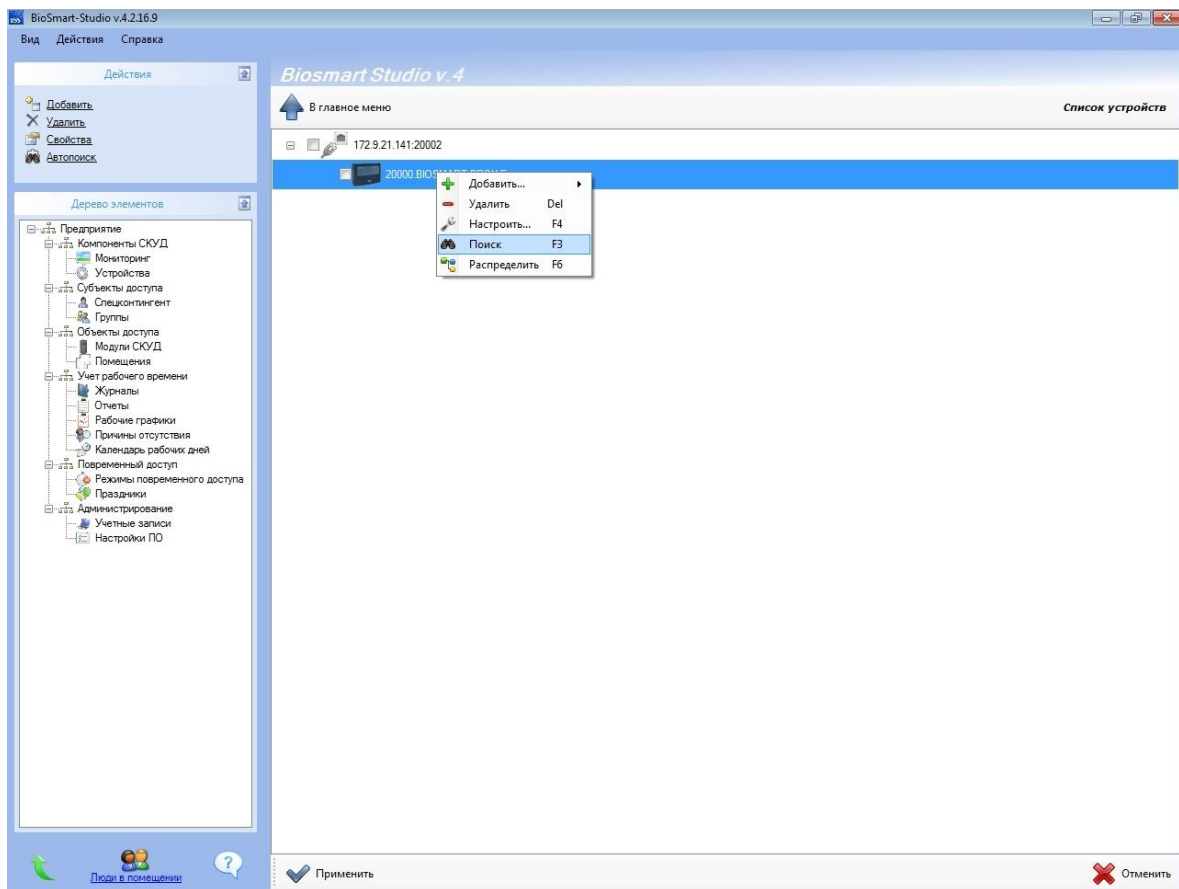 BioSmart-Studio v.4.2.16.9
Вид Действия Справка
Действия
Добавить
Удалить
Свойства
Автопоиск
Дерево элементов
Предприятие
Компоненты СКУД
Мониторинг
Устройства
Субъекты доступа
Спецконтингент
Группы
Объекты доступа
Модули СКУД
Помещения
Учет рабочего времени
Журналы
Отчеты
Рабочие графики
Причины отсутствия
Календарь рабочих дней
Повременный доступ
Режимы повременного доступа
Праздники
Администрирование
Учетные записи
Настройки ПО
Люди в помещении
Biosmart Studio v.4
В главное меню Список устройств
172.9.21.141:20002
20000.BIOSMART
Добавить...
Удалить Del
Настроить... F4
Поиск F3
Распределить F6
Применить Отменить